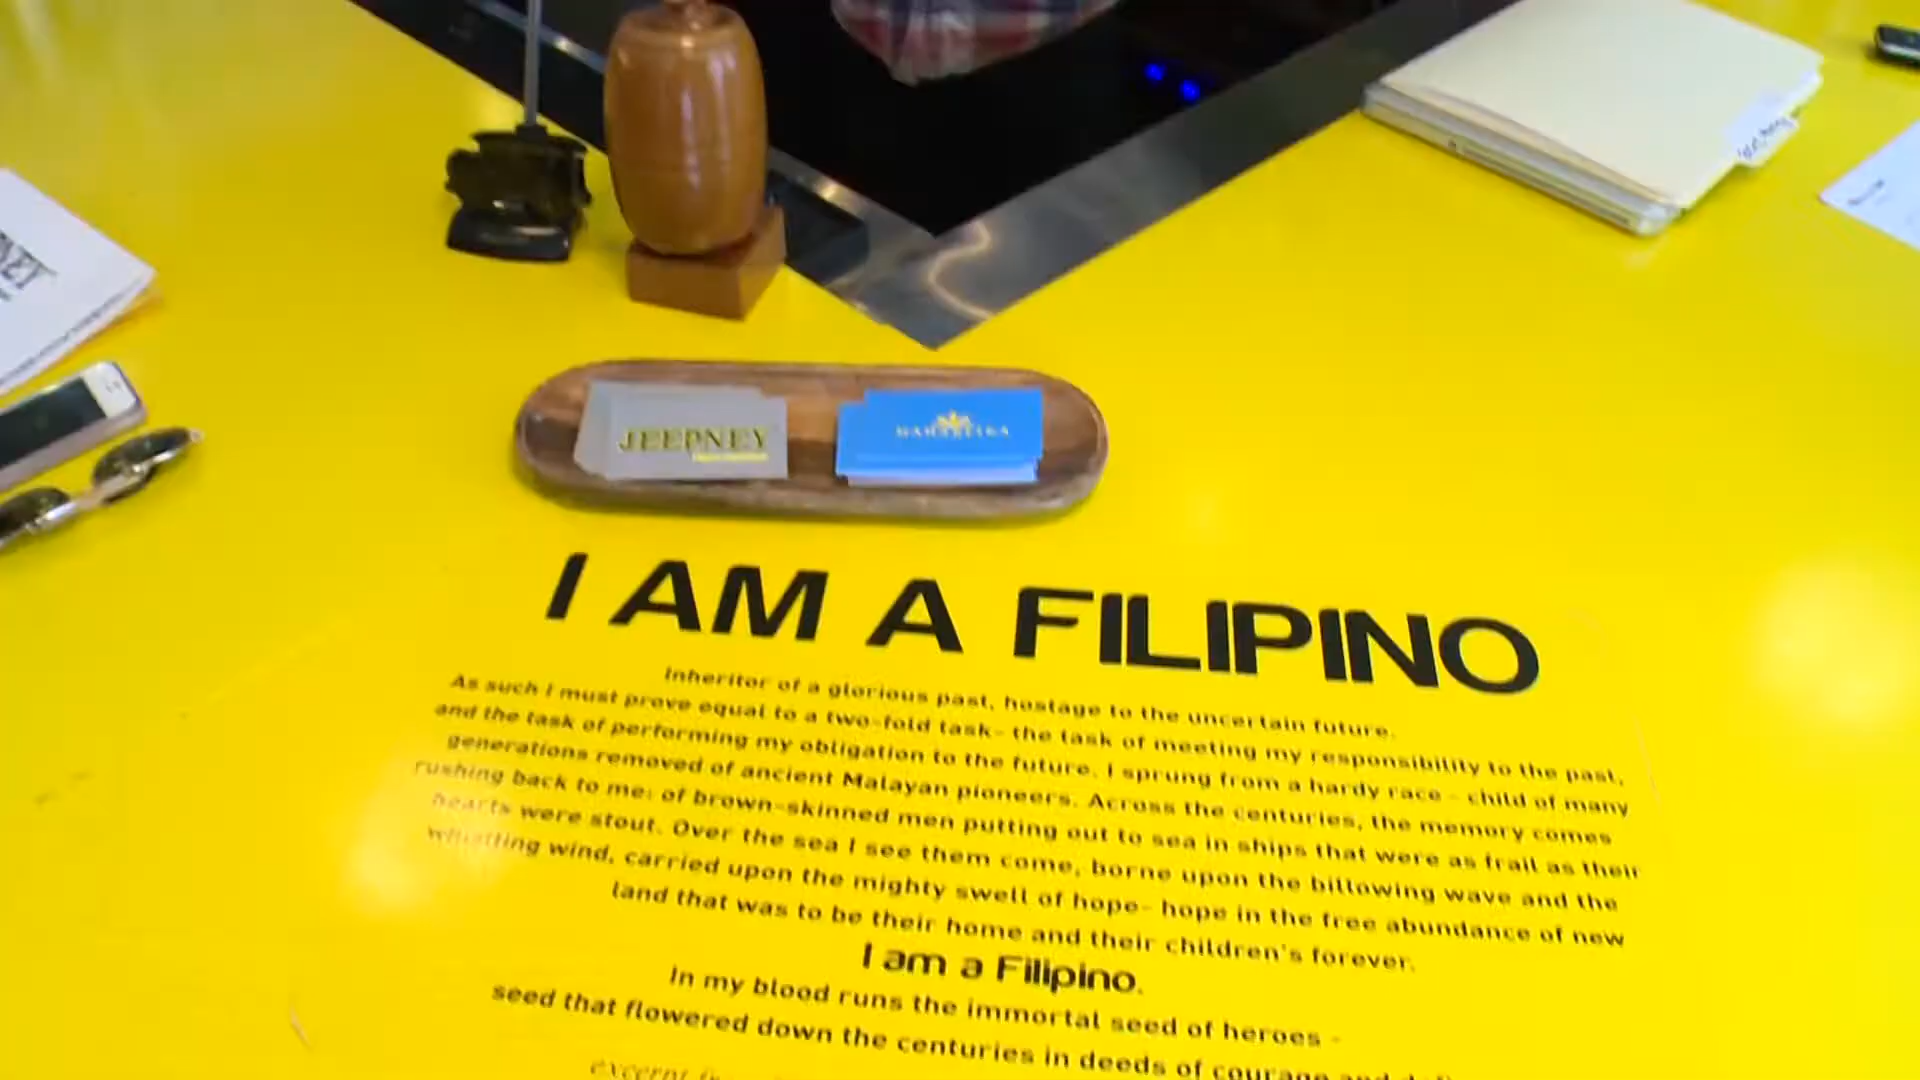 JEEPNEY
I AM A FILIPINO
Inheritor of a glorious past, hostage to the uncertain future.
As such I must prove equal to a two-fold task- the task of meeting my responsibility to the past,
and the task of performing my obligation to the future. I sprung from a hardy race - child of many
generations removed of ancient Malayan pioneers. Across the centuries, the memory comes
rushing back to me: of brown-skinned men putting out to sea in ships that were as frail as their
hearts were stout. Over the sea I see them come, borne upon the billowing wave and the
whistling wind, carried upon the mighty swell of hope- hope in the free abundance of new
land that was to be their home and their children's forever.
I am a Filipino.
In my blood runs the immortal seed of heroes -
seed that flowered down the centuries in deeds of courage and
excerpt